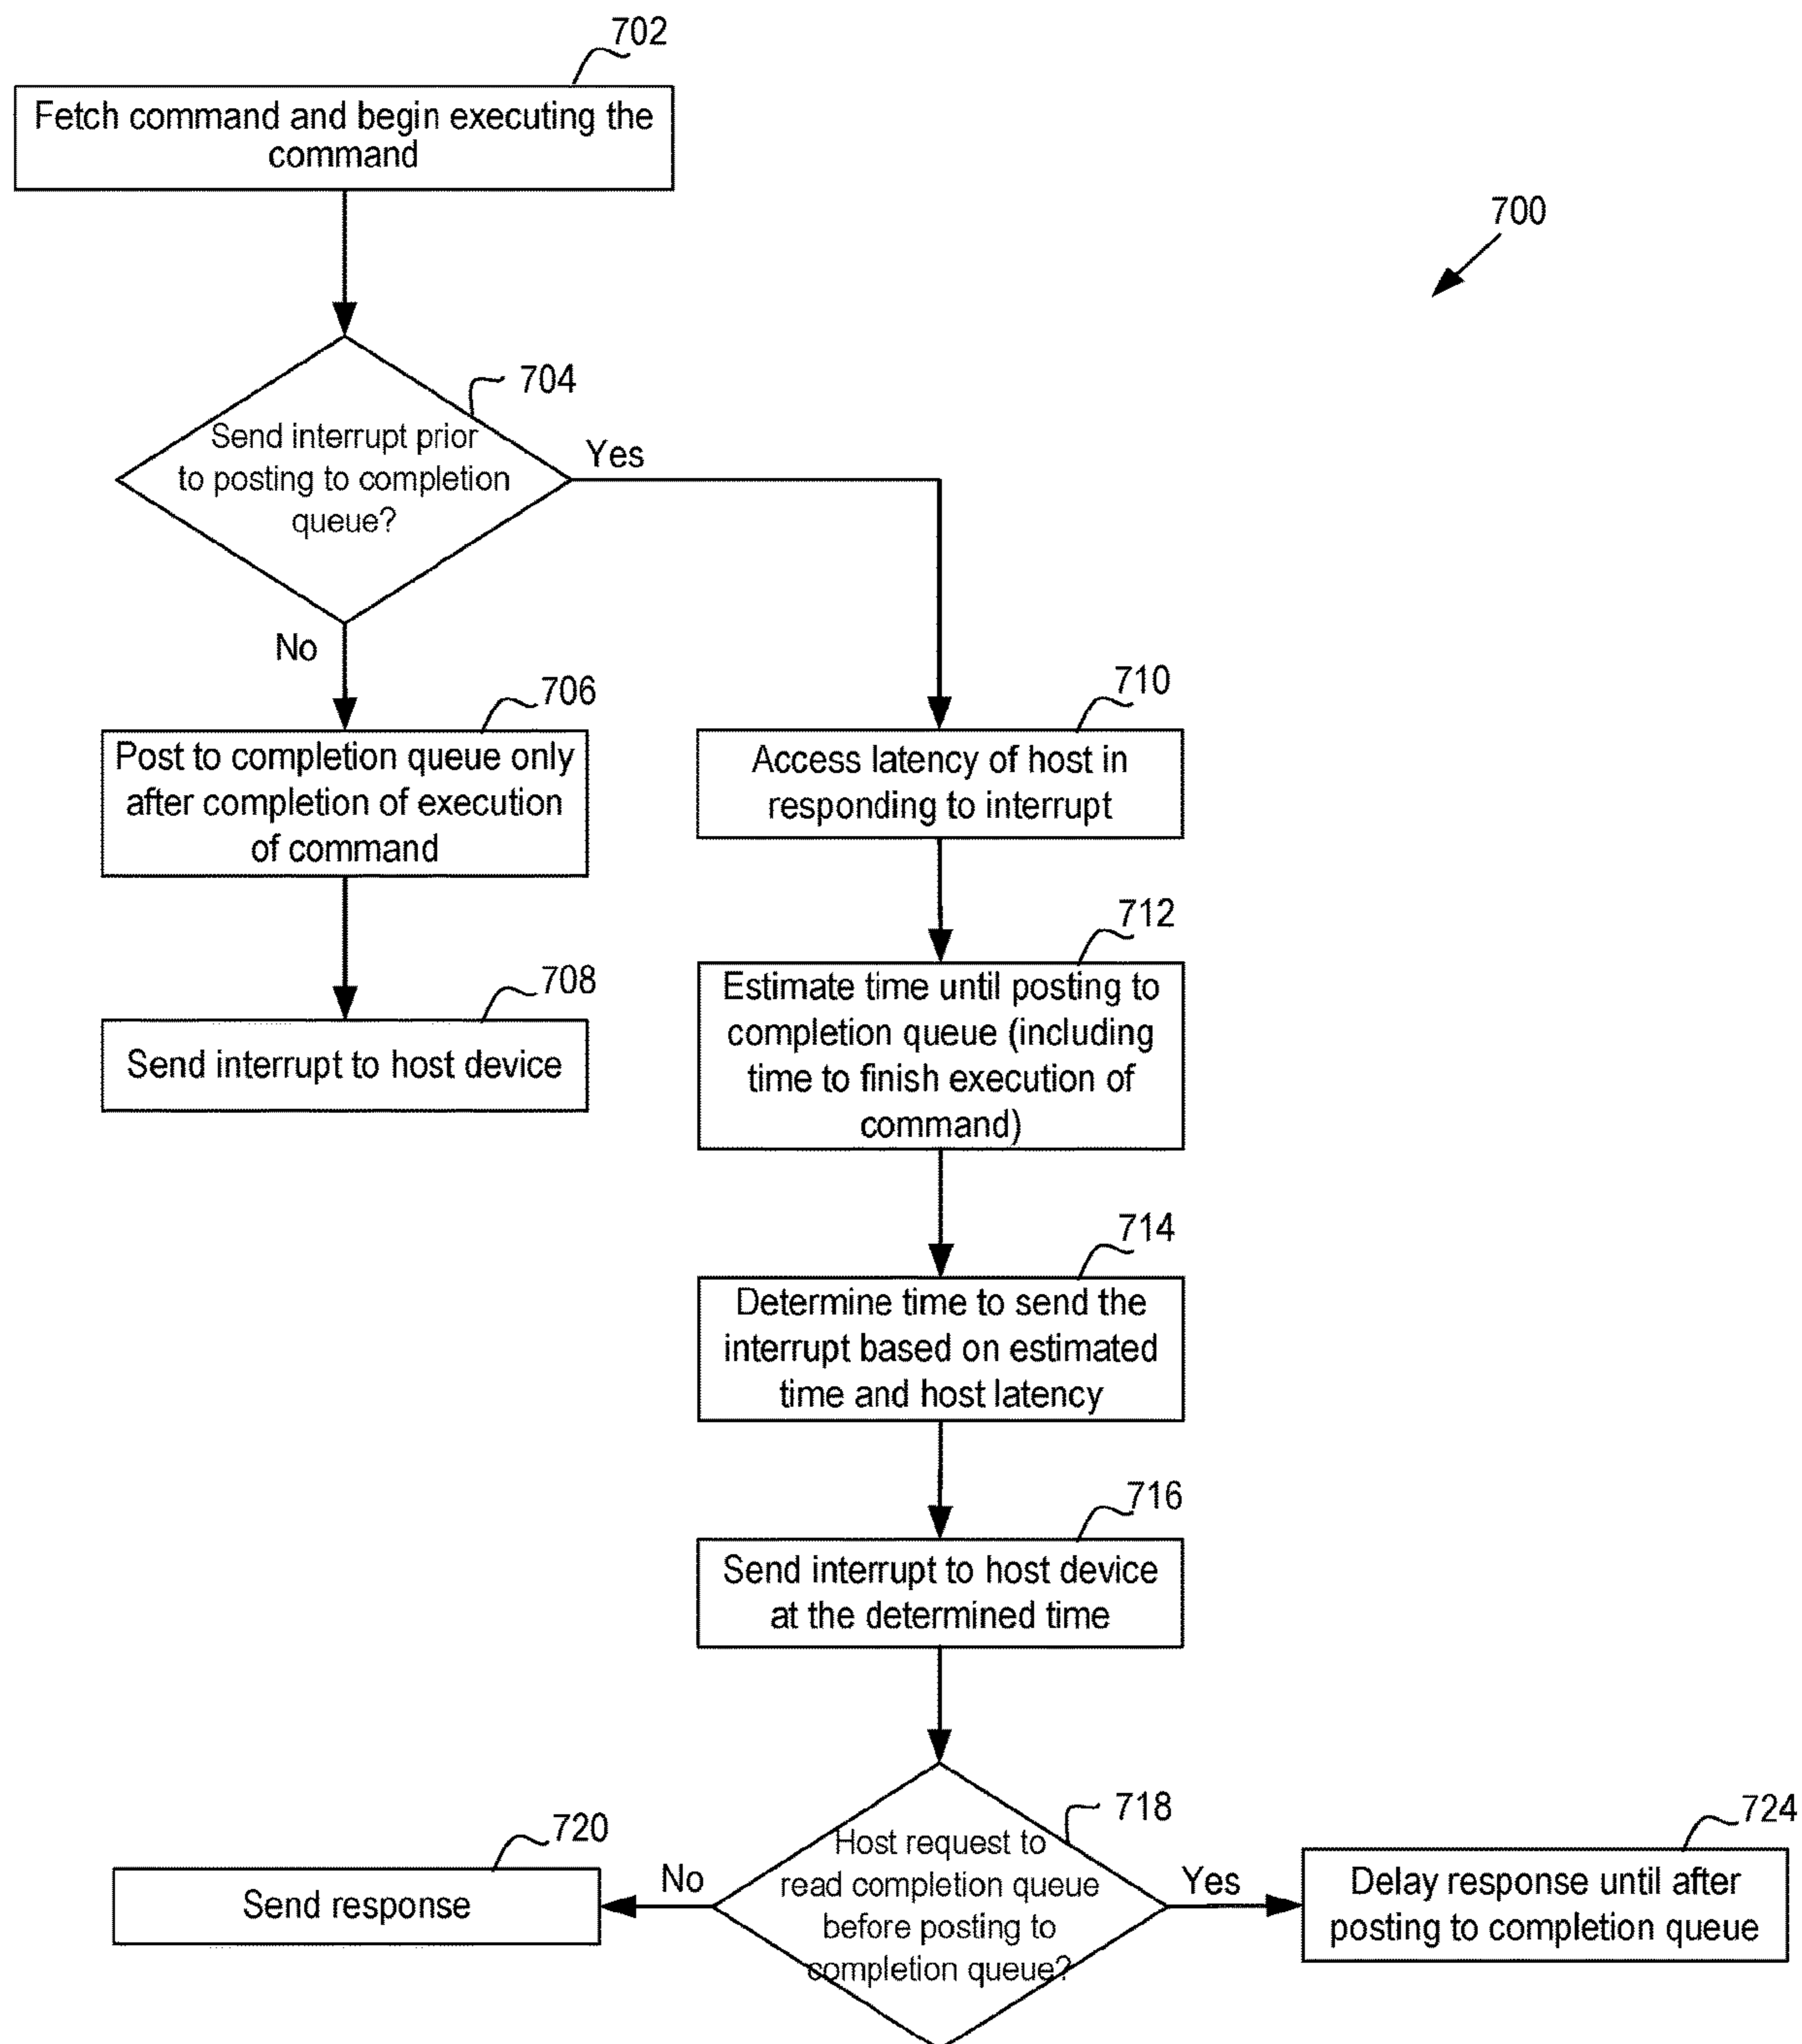 702
Fetch command and begin executing the
command
700
704
Send interrupt prior
to posting to completion
queue?
Yes
No
706
Post to completion queue only
after completion of execution
of command
710
Access latency of host in
responding to interrupt
708
Send interrupt to host device
712
Estimate time until posting to
completion queue (including
time to finish execution of
command)
714
Determine time to send the
interrupt based on estimated
time and host latency
716
Send interrupt to host device
at the determined time
718
Host request to
read completion queue
before posting to
completion queue?
No
720
Send response
Yes
724
Delay response until after
posting to completion queue